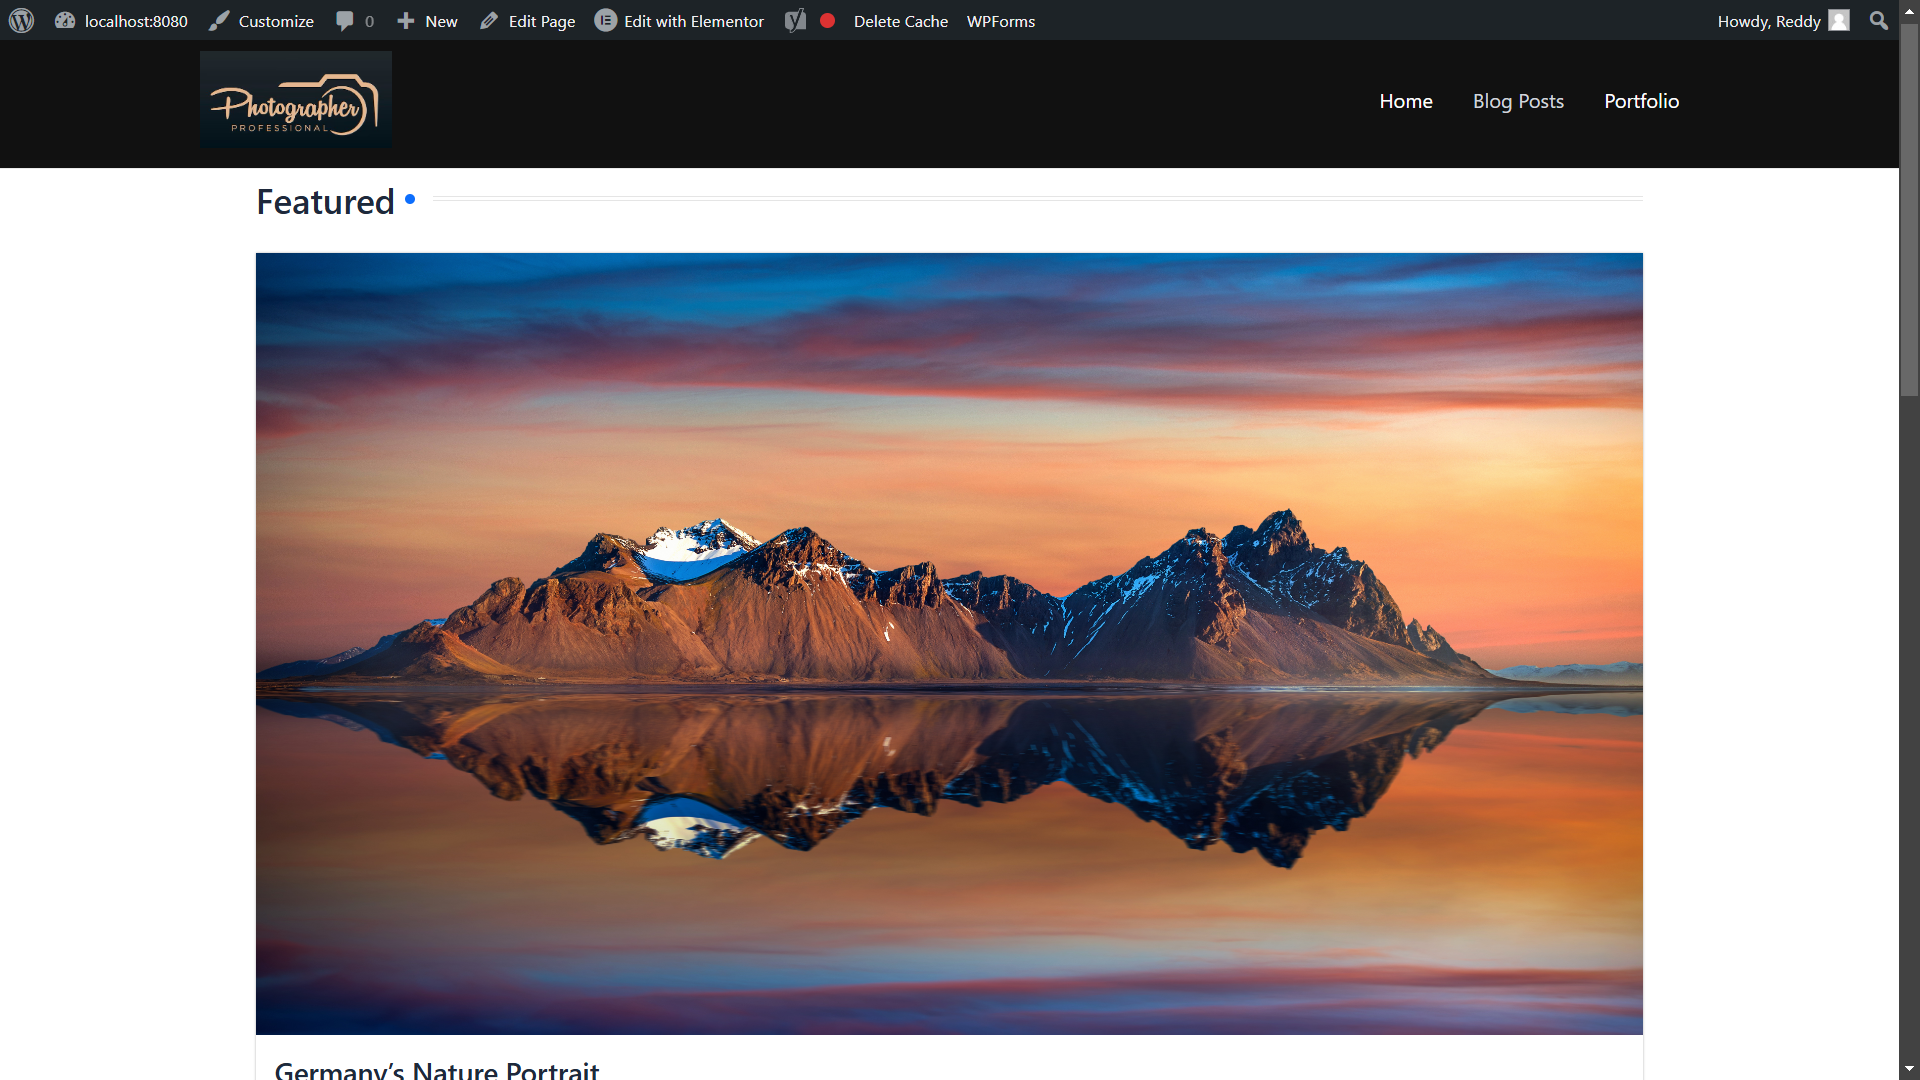 localhost:8080 Customize 0 New Edit Page Edit with Elementor Delete Cache WPForms Howdy, Reddy
Photographer
PROFESSIONAL
Home Blog Posts Portfolio
Featured
Germany’s Nature Portrait